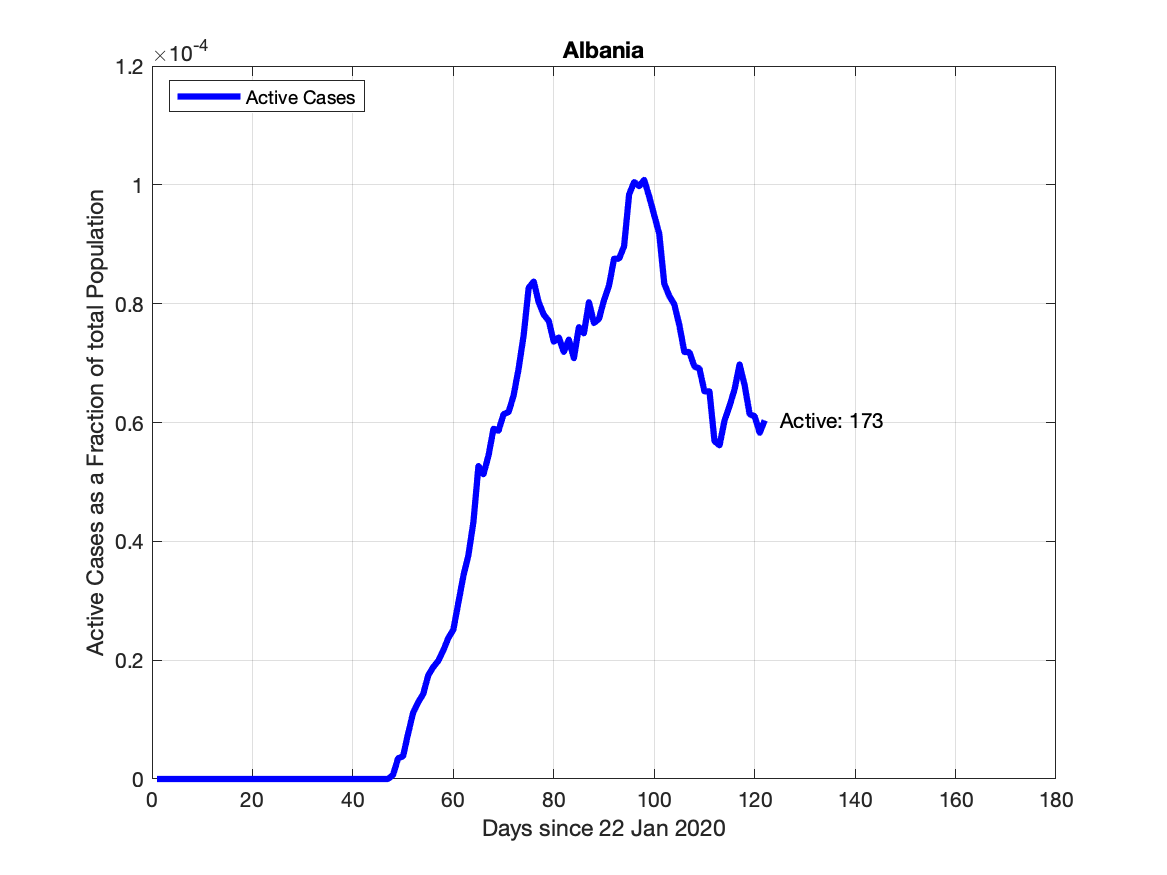 Albania
×10-4
1.2
1
0.8
0.6
0.4
0.2
0
Active Cases
Active: 173
Active Cases as a Fraction of total Population
0 20 40 60 80 100 120 140 160 180
Days since 22 Jan 2020